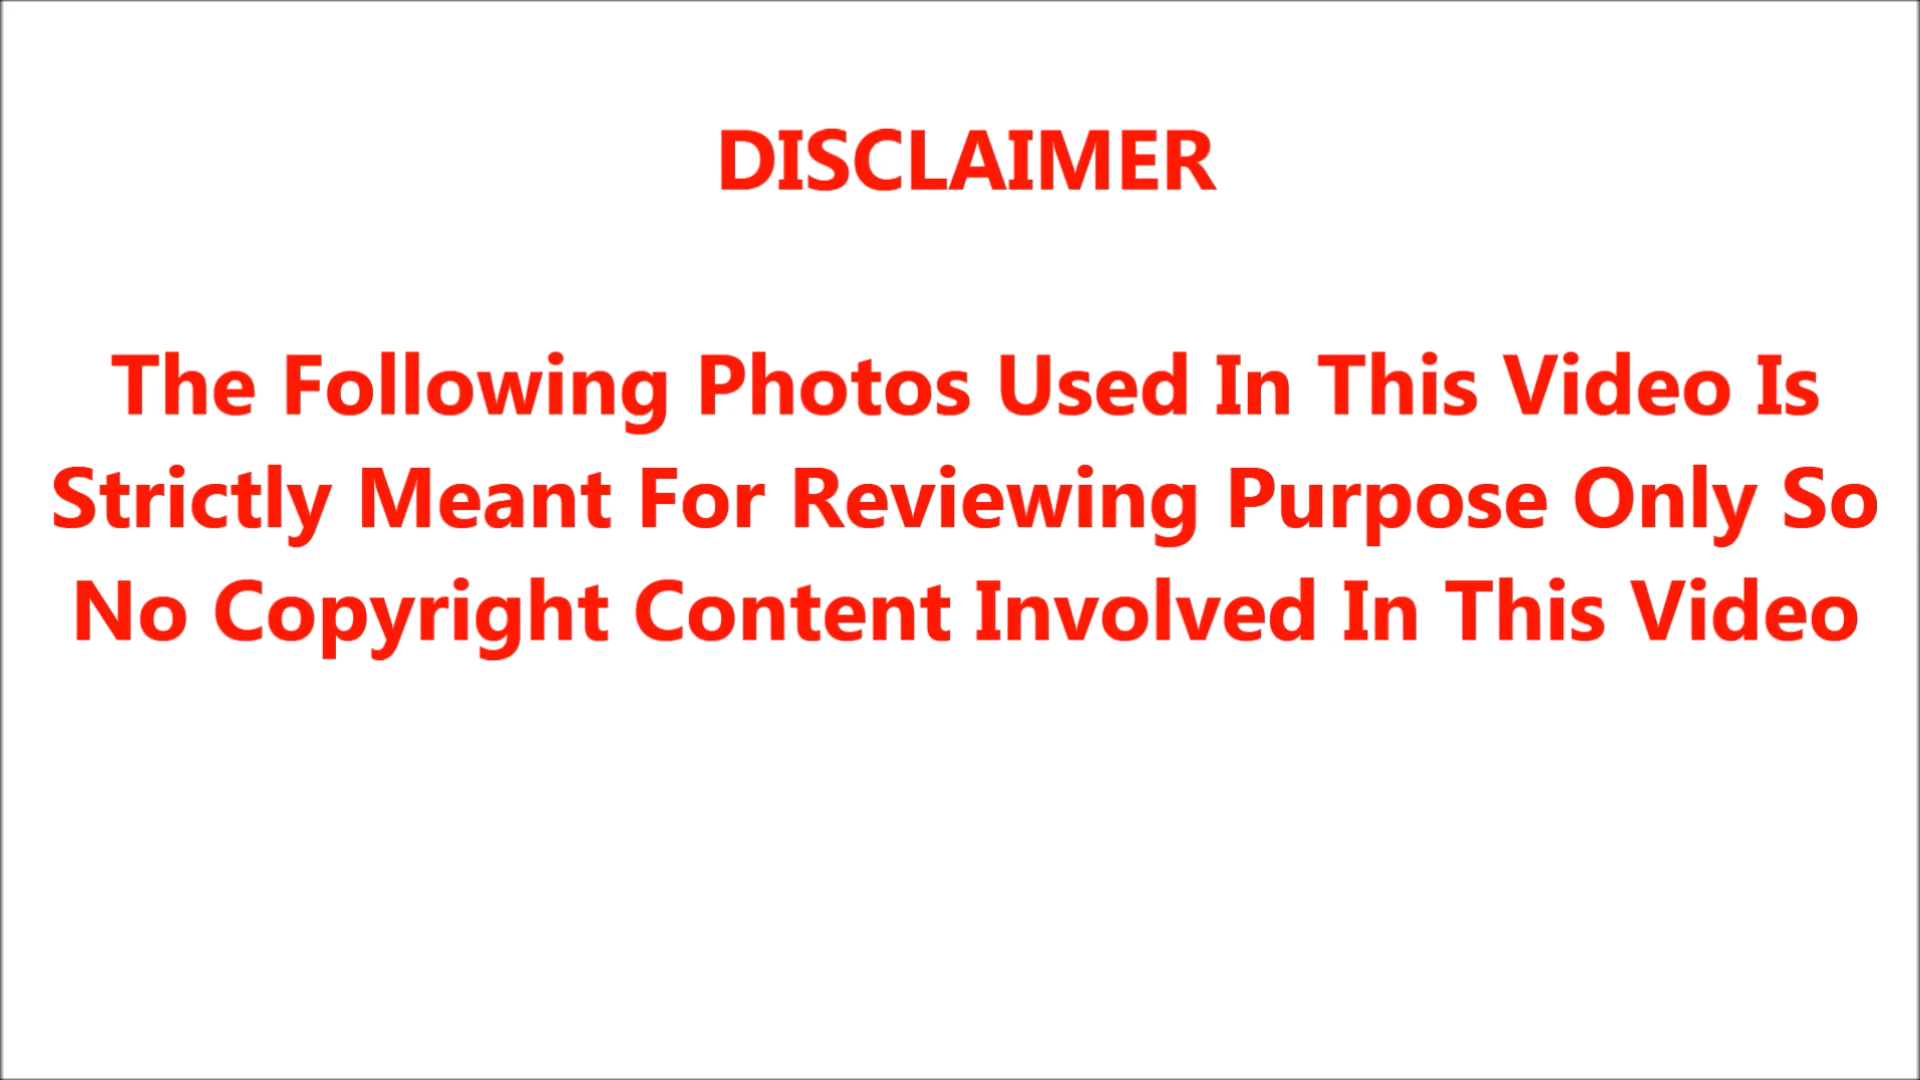 DISCLAIMER
The Following Photos Used In This Video Is
Strictly Meant For Reviewing Purpose Only So
No Copyright Content Involved In This Video